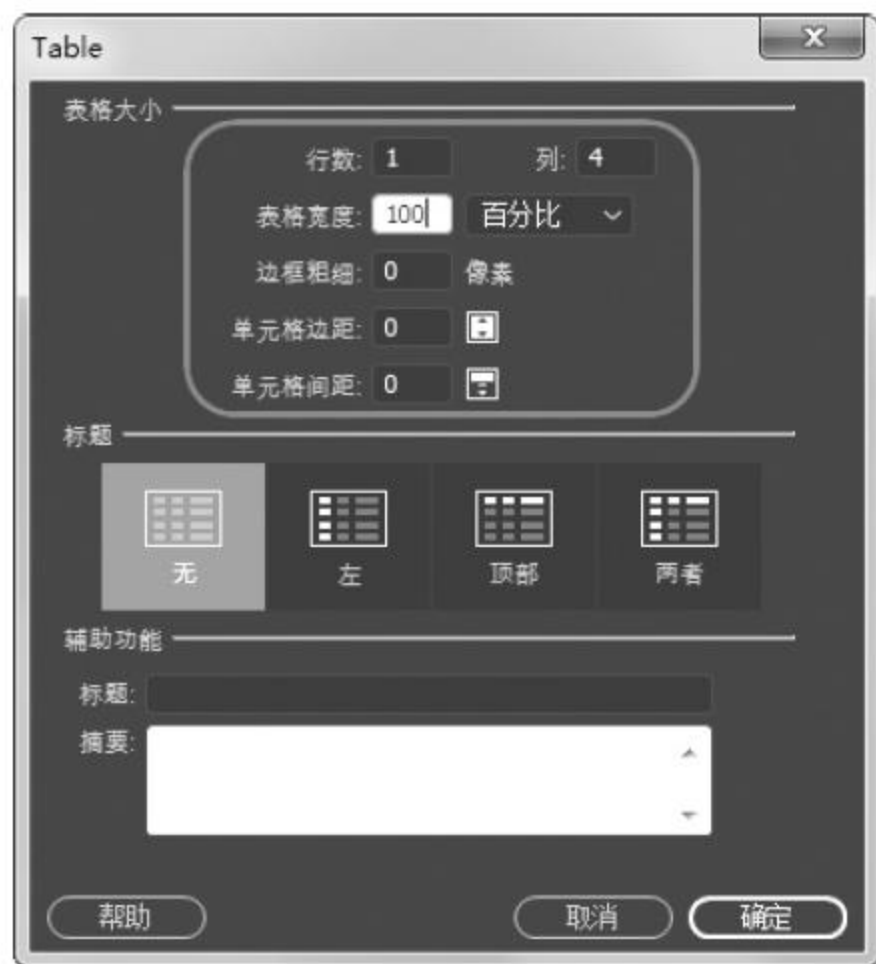 Table
表格大小
行数: 1 列: 4
表格宽度: 100 百分比
边框粗细: 0 像素
单元格边距: 0
单元格间距: 0
标题
无 左 顶部 两者
辅助功能
标题:
摘要:
帮助 取消 确定